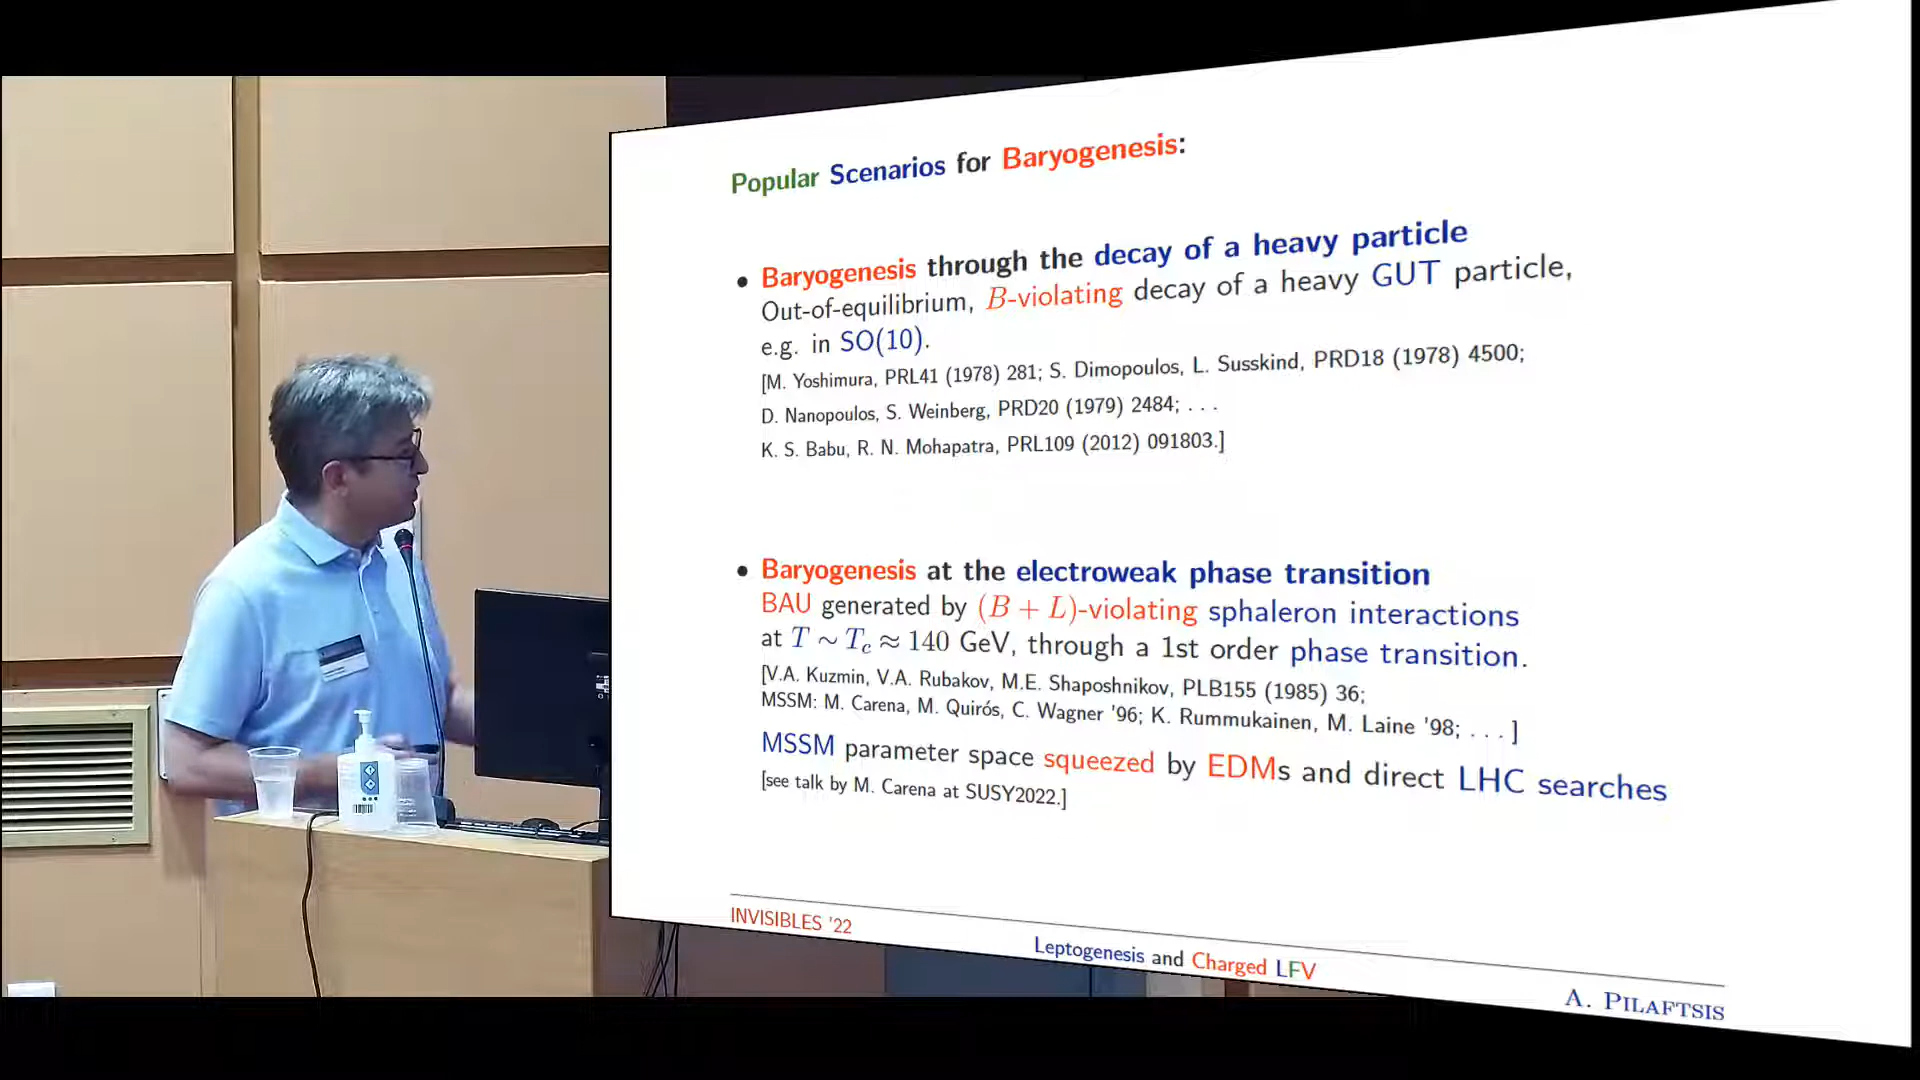 Popular Scenarios for Baryogenesis:
• Baryogenesis through the decay of a heavy particle
Out-of-equilibrium, B-violating decay of a heavy GUT particle,
e.g. in SO(10).
[M. Yoshimura, PRL41 (1978) 281; S. Dimopoulos, L. Susskind, PRD18 (1978) 4500;
D. Nanopoulos, S. Weinberg, PRD20 (1979) 2484; . . .
K. S. Babu, R. N. Mohapatra, PRL109 (2012) 091803.]
• Baryogenesis at the electroweak phase transition
BAU generated by (B + L)-violating sphaleron interactions
at T ∼ Tc ≈ 140 GeV, through a 1st order phase transition.
[V.A. Kuzmin, V.A. Rubakov, M.E. Shaposhnikov, PLB155 (1985) 36;
MSSM: M. Carena, M. Quirós, C. Wagner '96; K. Rummukainen, M. Laine '98; . . . ]
MSSM parameter space squeezed by EDMs and direct LHC searches
[see talk by M. Carena at SUSY2022.]
INVISIBLES '22
Leptogenesis and Charged LFV
A. PILAFTSIS